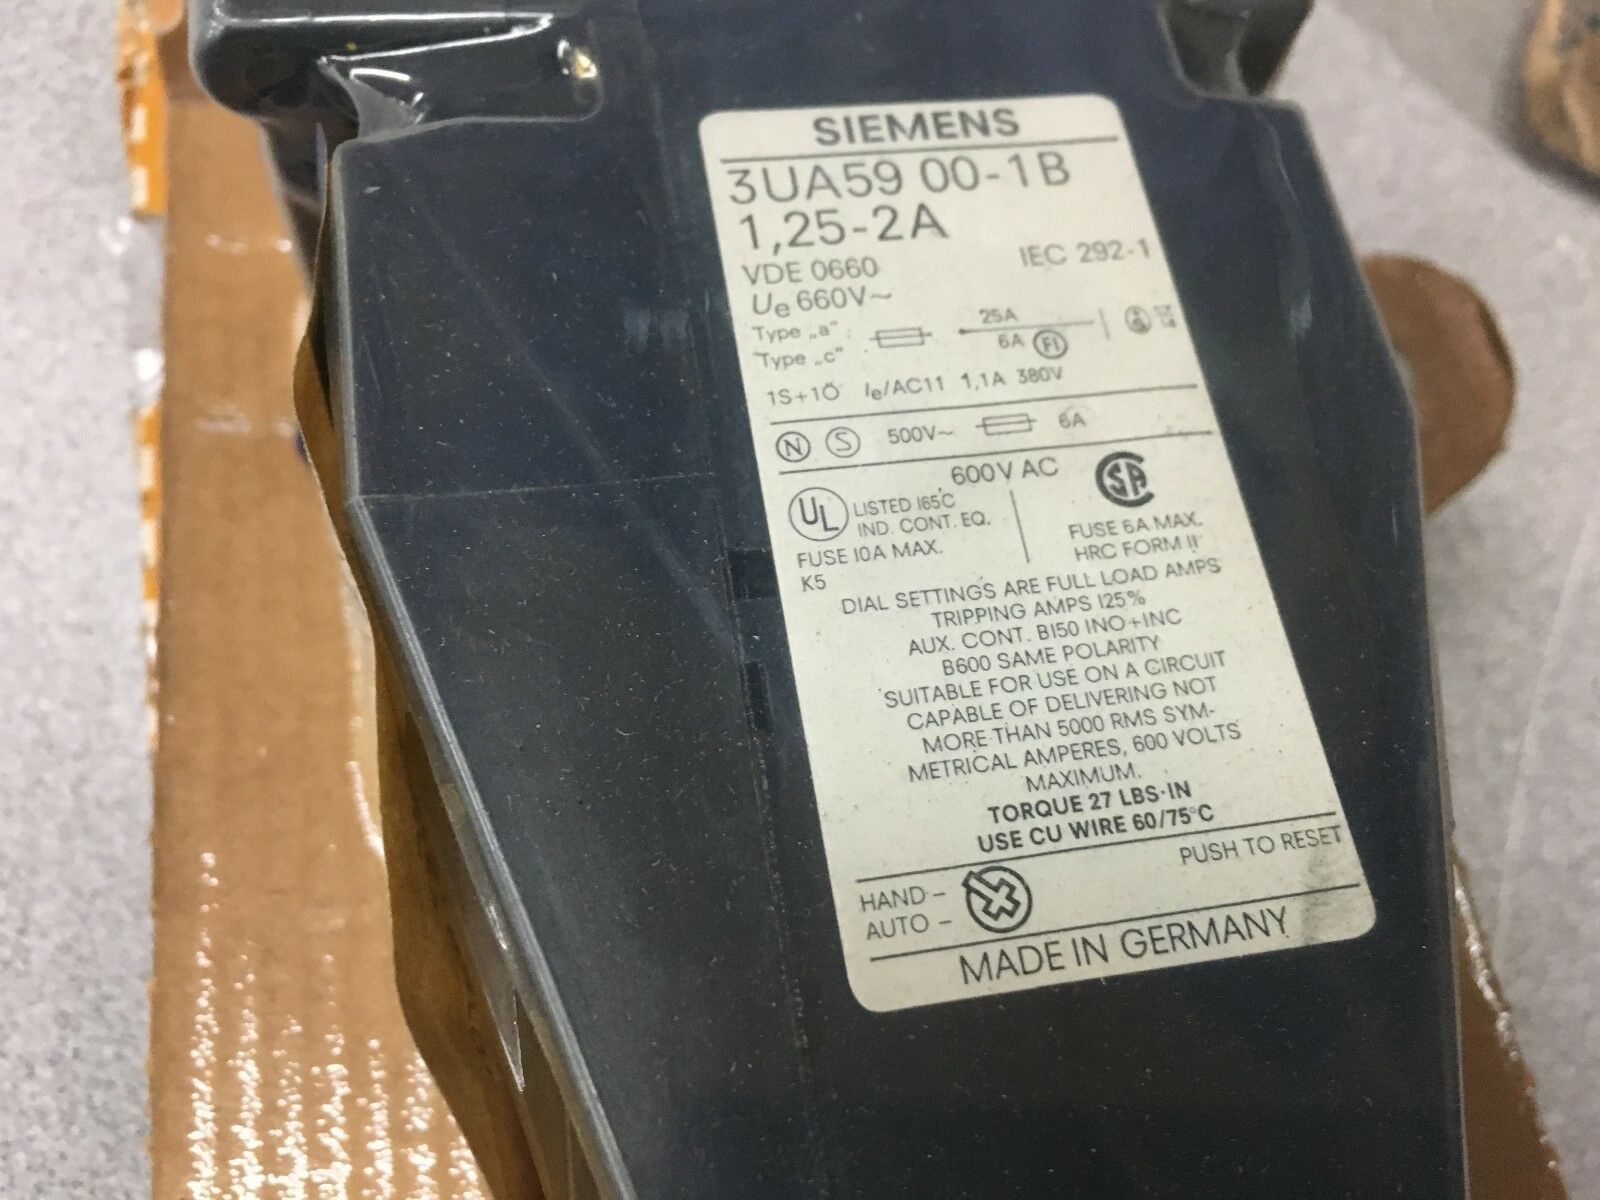 SIEMENS
3UA59 00-1B
1,25-2A
VDE 0660 IEC 292-1
Ue 660V~
Type „a" : 25A
"Type „c" 6A FI
1S+1Ö Ie/AC11 1,1A 380V
N S 500V~ 6A
600V AC
UL LISTED 165C
IND. CONT. EQ.
FUSE 10A MAX.
K5
SA
FUSE 6A MAX.
HRC FORM II
DIAL SETTINGS ARE FULL LOAD AMPS
TRIPPING AMPS 125%
AUX. CONT. B150 1NO+1NC
B600 SAME POLARITY
SUITABLE FOR USE ON A CIRCUIT
CAPABLE OF DELIVERING NOT
MORE THAN 5000 RMS SYM-
METRICAL AMPERES, 600 VOLTS
MAXIMUM.
TORQUE 27 LBS·IN
USE CU WIRE 60/75°C
PUSH TO RESET
HAND -
AUTO -
MADE IN GERMANY